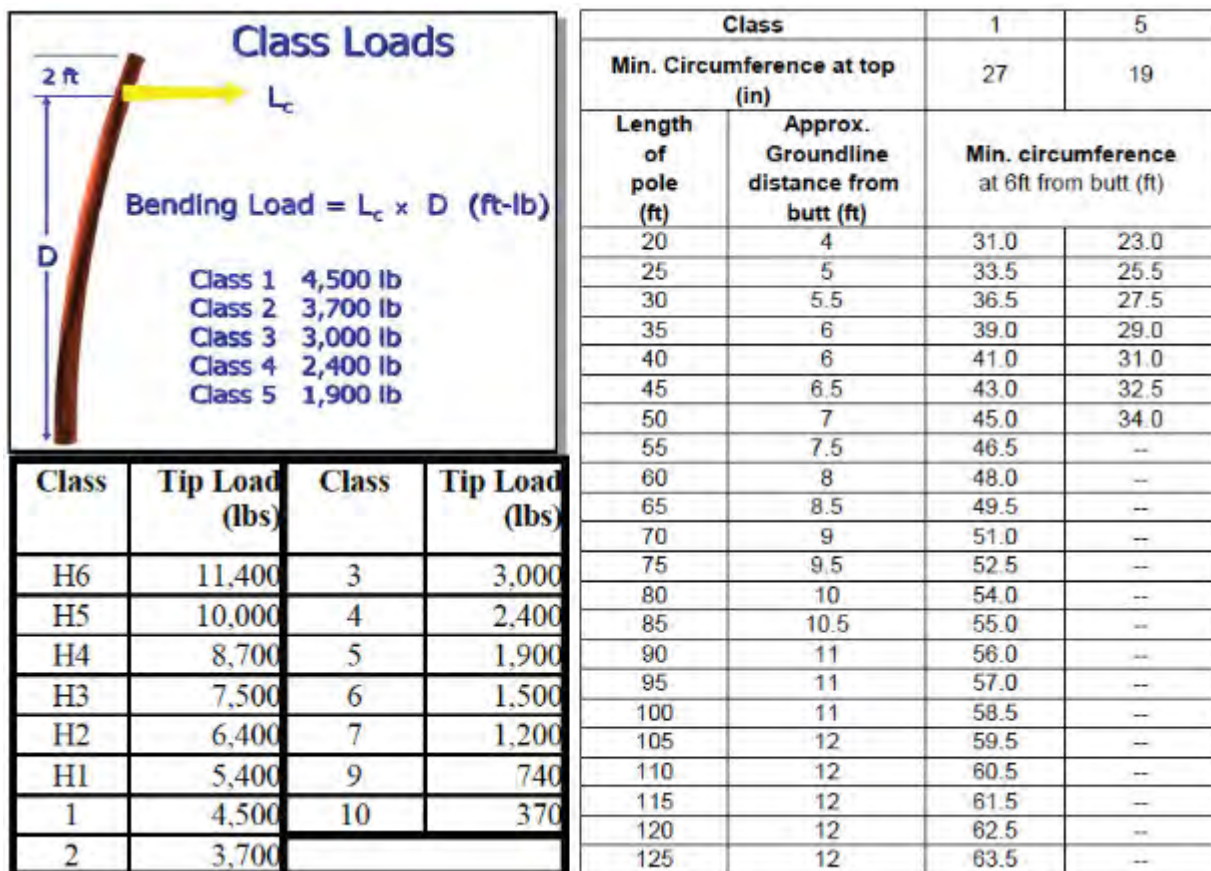 Class Loads
2 ft
Lc
Bending Load = Lc x D (ft-lb)
D
Class 1 4,500 lb
Class 2 3,700 lb
Class 3 3,000 lb
Class 4 2,400 lb
Class 5 1,900 lb
Class Tip Load (lbs) Class Tip Load (lbs)
H6 11,400 3 3,000
H5 10,000 4 2,400
H4 8,700 5 1,900
H3 7,500 6 1,500
H2 6,400 7 1,200
H1 5,400 9 740
1 4,500 10 370
2 3,700
Class 1 5
Min. Circumference at top (in) 27 19
Length of pole (ft) Approx. Groundline distance from butt (ft) Min. circumference at 6ft from butt (ft)
20 4 31.0 23.0
25 5 33.5 25.5
30 5.5 36.5 27.5
35 6 39.0 29.0
40 6 41.0 31.0
45 6.5 43.0 32.5
50 7 45.0 34.0
55 7.5 46.5 --
60 8 48.0 --
65 8.5 49.5 --
70 9 51.0 --
75 9.5 52.5 --
80 10 54.0 --
85 10.5 55.0 --
90 11 56.0 --
95 11 57.0 --
100 11 58.5 --
105 12 59.5 --
110 12 60.5 --
115 12 61.5 --
120 12 62.5 --
125 12 63.5 --